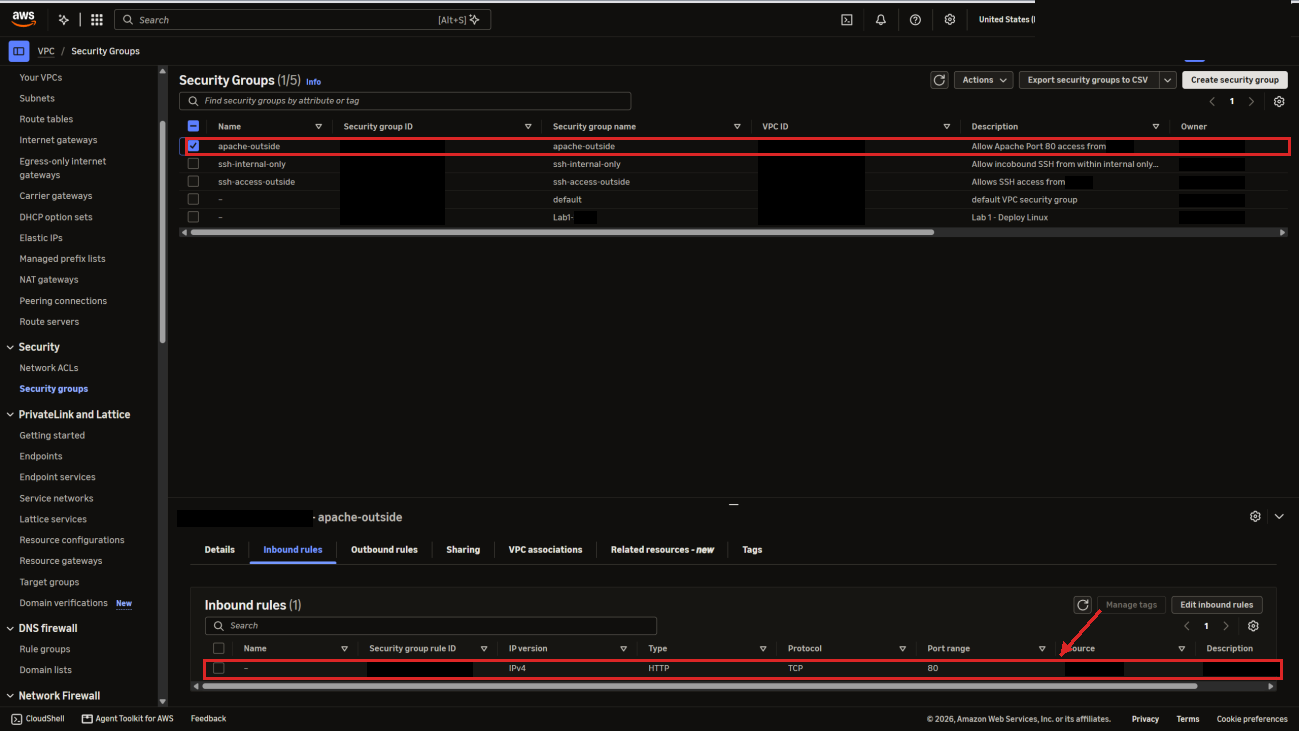 aws
Search [Alt+S]
United States (
VPC / Security Groups
Your VPCs
Subnets
Route tables
Internet gateways
Egress-only internet
gateways
Carrier gateways
DHCP option sets
Elastic IPs
Managed prefix lists
NAT gateways
Peering connections
Route servers
Security
Network ACLs
Security groups
PrivateLink and Lattice
Getting started
Endpoints
Endpoint services
Service networks
Lattice services
Resource configurations
Resource gateways
Target groups
Domain verifications New
DNS firewall
Rule groups
Domain lists
Network Firewall
Security Groups (1/5) Info
Actions
Export security groups to CSV
Create security group
Find security groups by attribute or tag
1
Name Security group ID Security group name VPC ID Description Owner
apache-outside apache-outside Allow Apache Port 80 access from
ssh-internal-only ssh-internal-only Allow incobound SSH from within internal only...
ssh-access-outside ssh-access-outside Allows SSH access from
– default default VPC security group
– Lab1- Lab 1 - Deploy Linux
- apache-outside
Details Inbound rules Outbound rules Sharing VPC associations Related resources - new Tags
Inbound rules (1)
Manage tags Edit inbound rules
Search
1
Name Security group rule ID IP version Type Protocol Port range Source Description
– IPv4 HTTP TCP 80
CloudShell Agent Toolkit for AWS Feedback
© 2026, Amazon Web Services, Inc. or its affiliates. Privacy Terms Cookie preferences